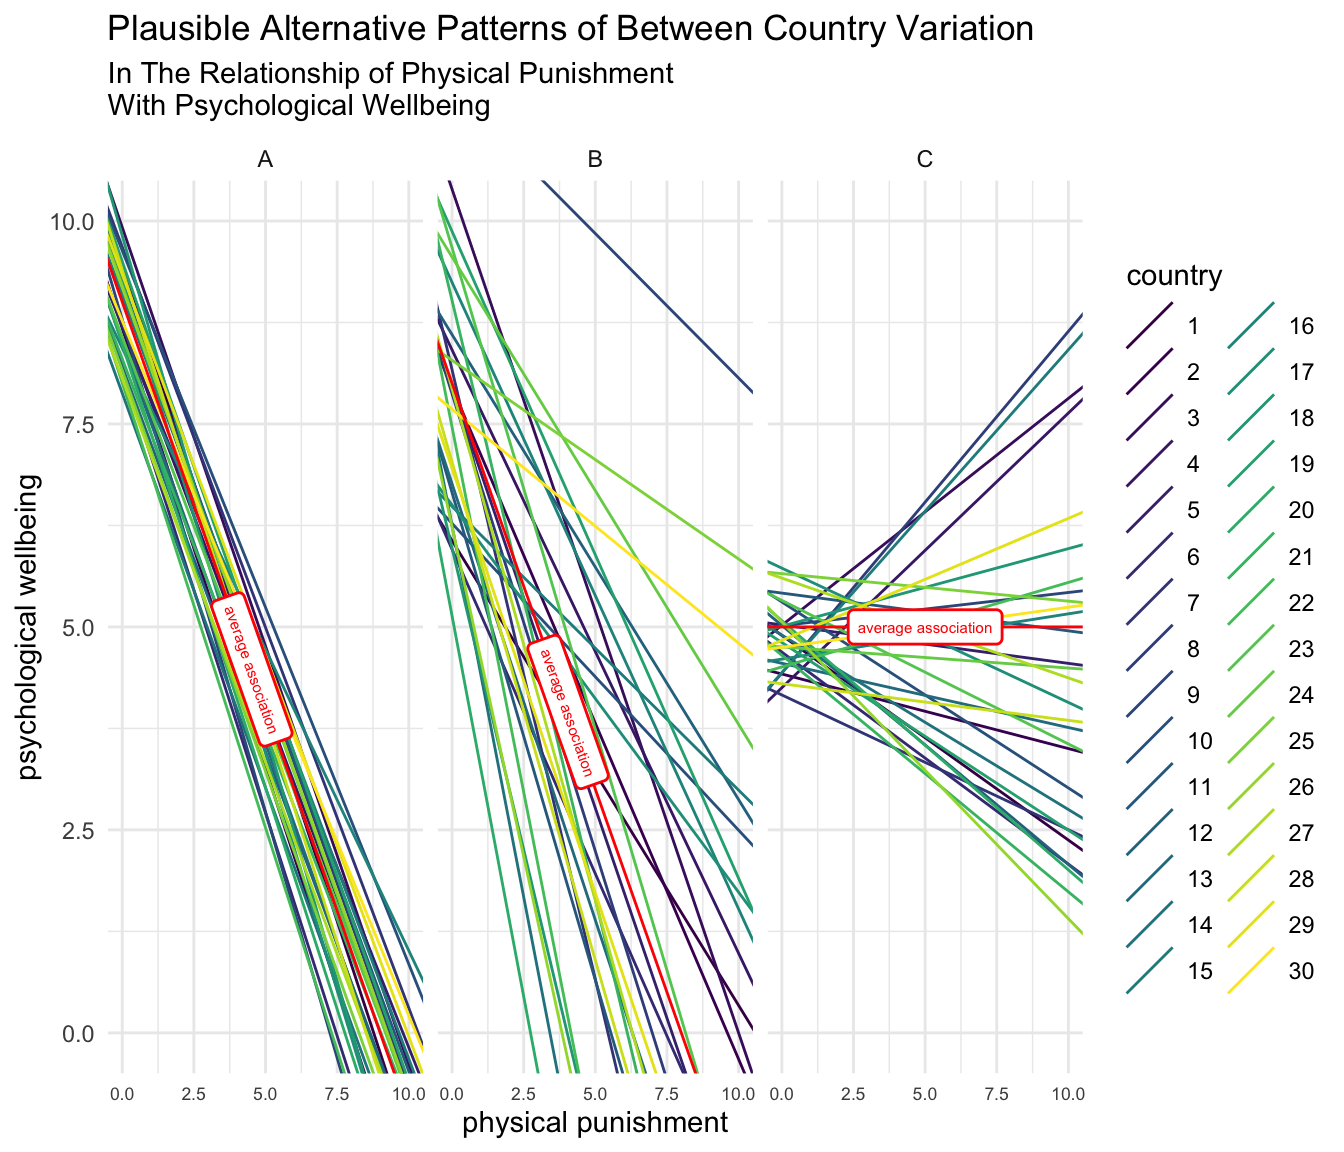 Plausible Alternative Patterns of Between Country Variation
In The Relationship of Physical Punishment
With Psychological Wellbeing
A
B
C
psychological wellbeing
10.0
7.5
5.0
2.5
0.0
average association
average association
average association
0.0 2.5 5.0 7.5 10.0
0.0 2.5 5.0 7.5 10.0
0.0 2.5 5.0 7.5 10.0
physical punishment
country
1 16
2 17
3 18
4 19
5 20
6 21
7 22
8 23
9 24
10 25
11 26
12 27
13 28
14 29
15 30